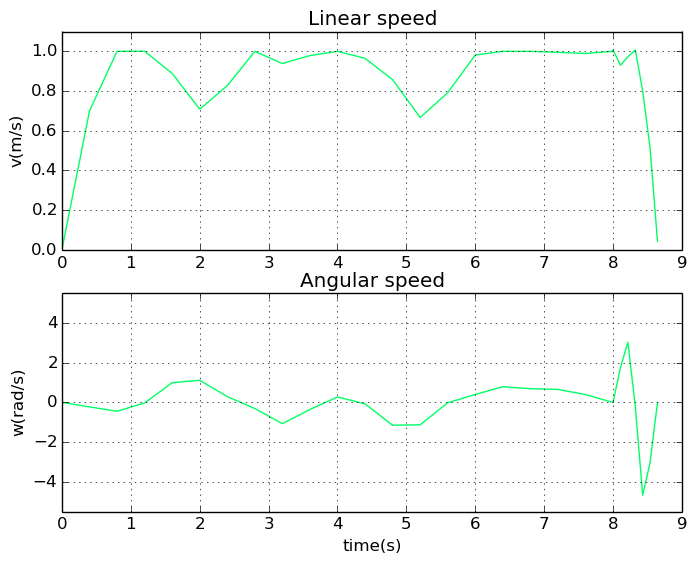 Linear speed
v(m/s)
1.0
0.8
0.6
0.4
0.2
0.0
0 1 2 3 4 5 6 7 8 9
Angular speed
w(rad/s)
4
2
0
−2
−4
0 1 2 3 4 5 6 7 8 9
time(s)